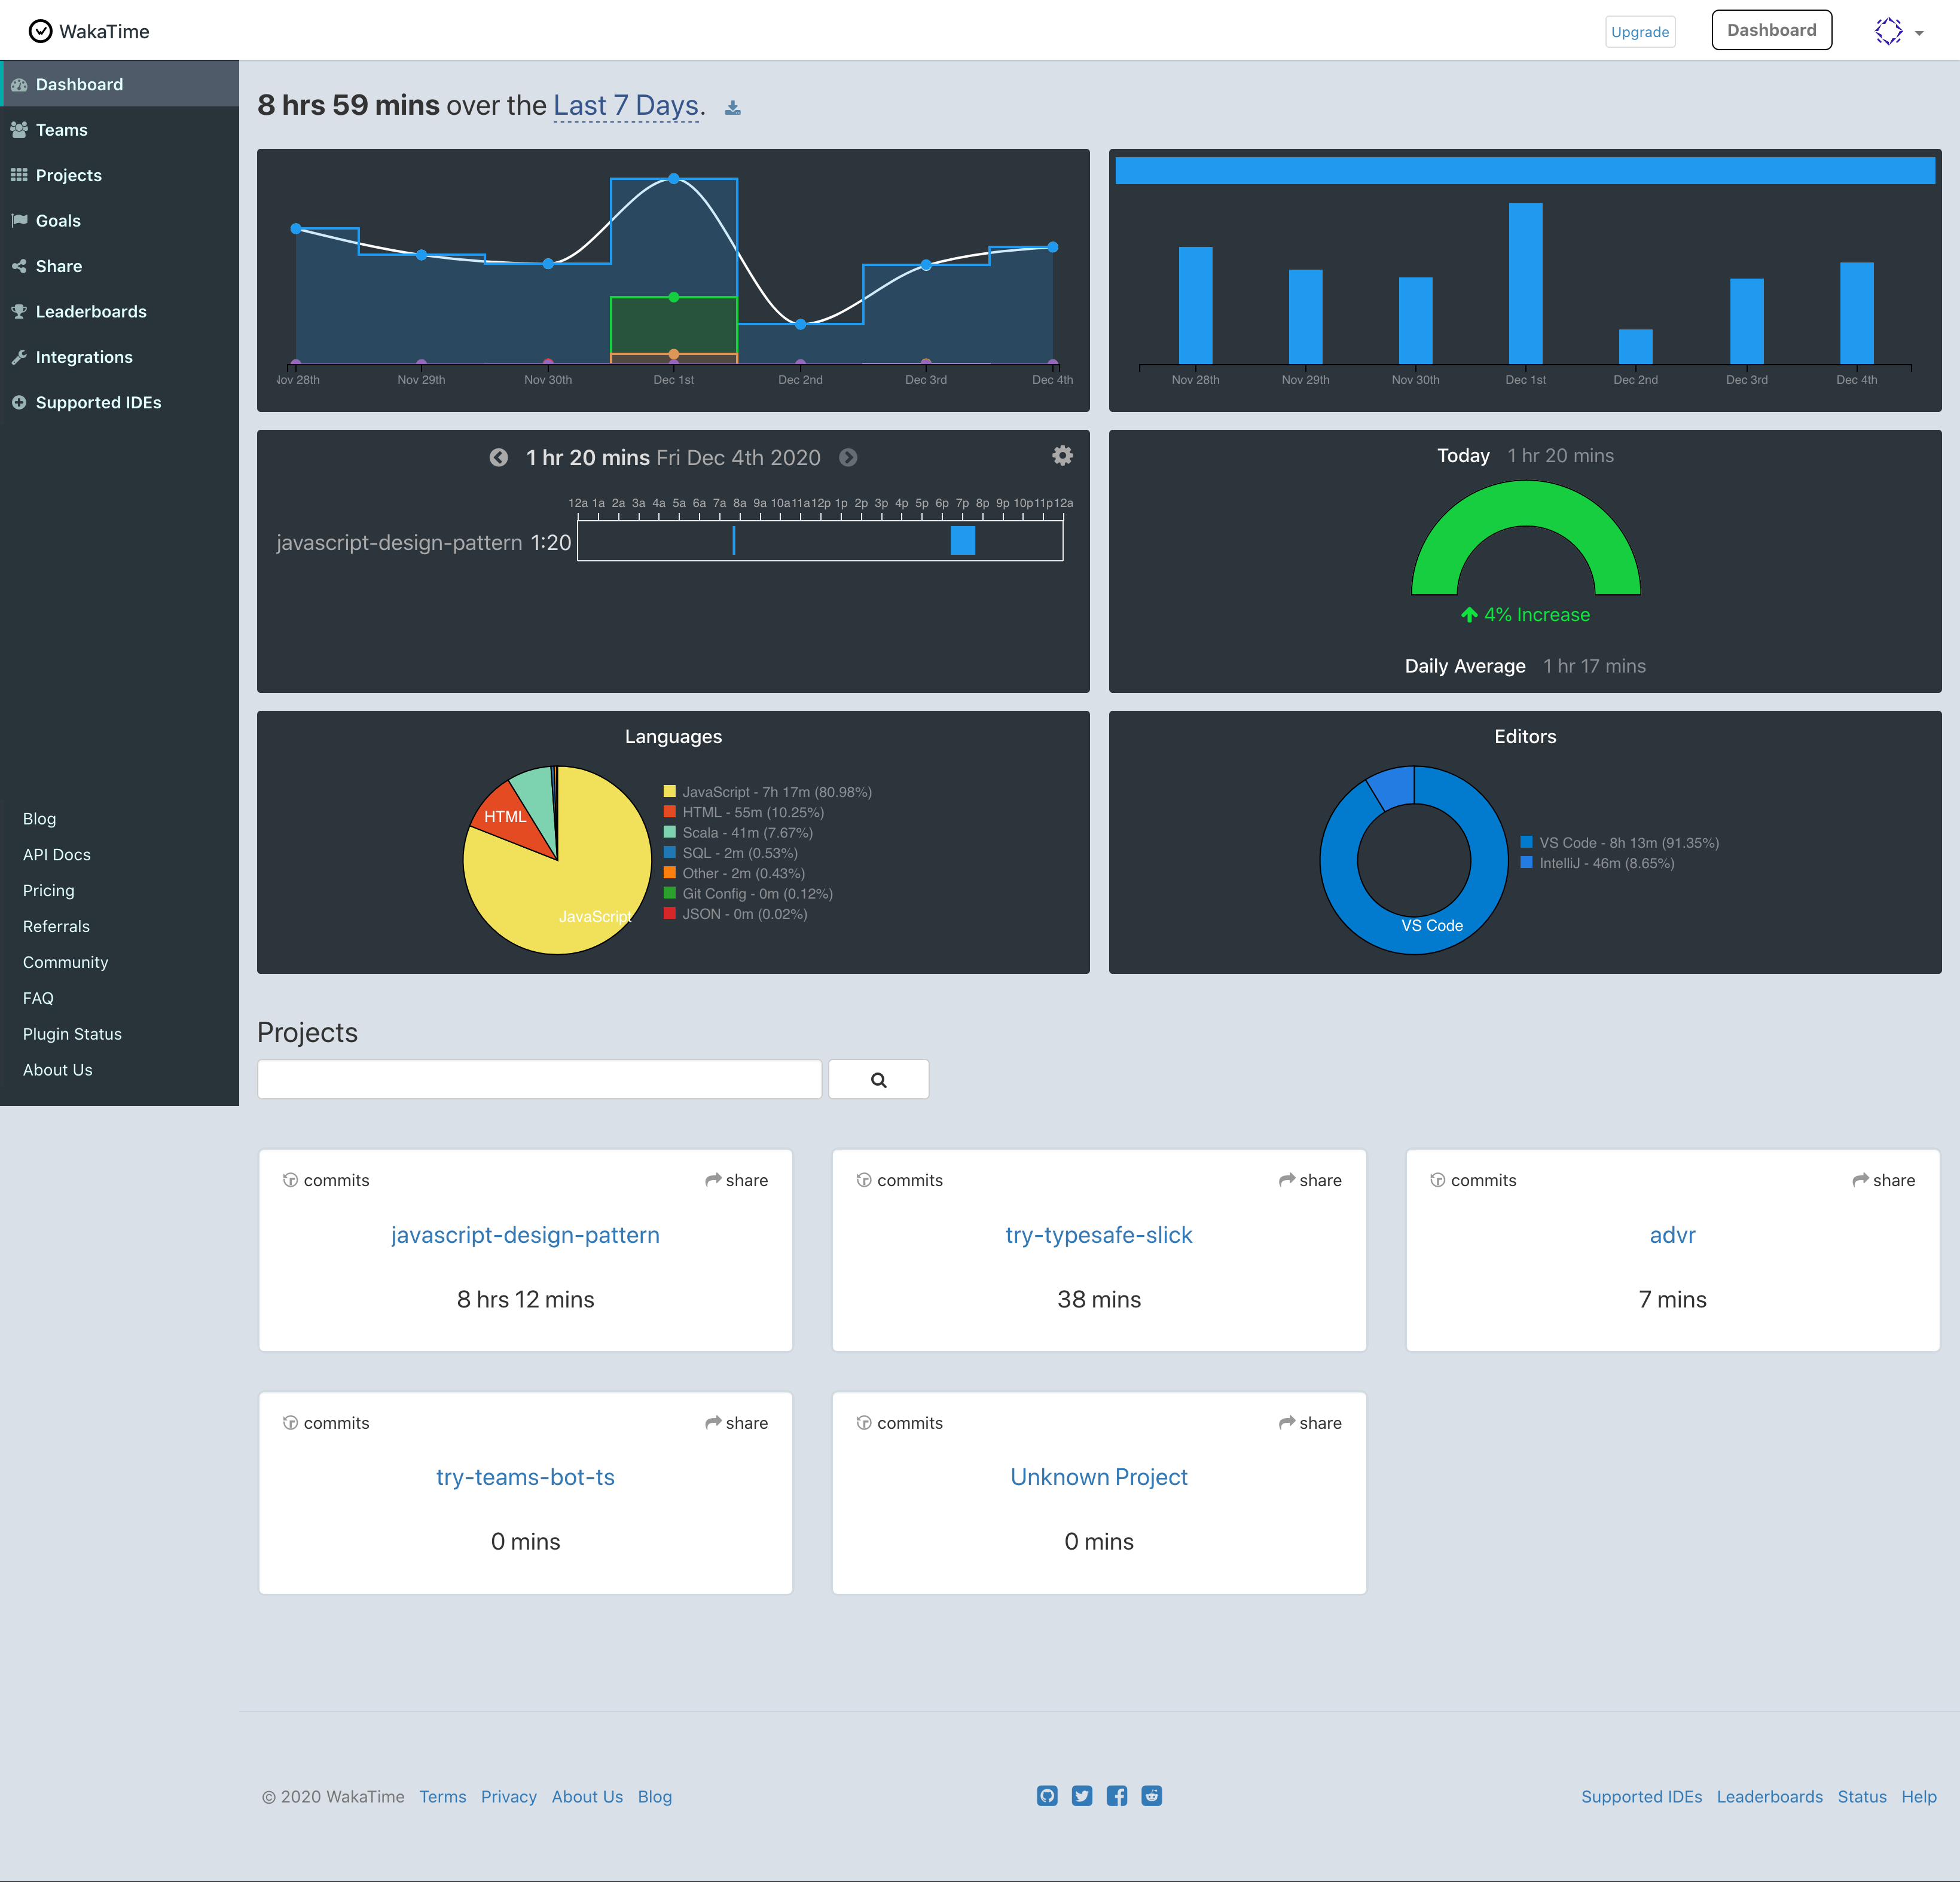 WakaTime
Upgrade
Dashboard
Dashboard
Teams
Projects
Goals
Share
Leaderboards
Integrations
Supported IDEs
Blog
API Docs
Pricing
Referrals
Community
FAQ
Plugin Status
About Us
8 hrs 59 mins over the Last 7 Days.
Nov 28th Nov 29th Nov 30th Dec 1st Dec 2nd Dec 3rd Dec 4th
Nov 28th Nov 29th Nov 30th Dec 1st Dec 2nd Dec 3rd Dec 4th
1 hr 20 mins Fri Dec 4th 2020
12a 1a 2a 3a 4a 5a 6a 7a 8a 9a 10a 11a 12p 1p 2p 3p 4p 5p 6p 7p 8p 9p 10p 11p 12a
javascript-design-pattern 1:20
Today 1 hr 20 mins
4% Increase
Daily Average 1 hr 17 mins
Languages
HTML
JavaScript
JavaScript - 7h 17m (80.98%)
HTML - 55m (10.25%)
Scala - 41m (7.67%)
SQL - 2m (0.53%)
Other - 2m (0.43%)
Git Config - 0m (0.12%)
JSON - 0m (0.02%)
Editors
VS Code
VS Code - 8h 13m (91.35%)
IntelliJ - 46m (8.65%)
Projects
commits share
javascript-design-pattern
8 hrs 12 mins
commits share
try-typesafe-slick
38 mins
commits share
advr
7 mins
commits share
try-teams-bot-ts
0 mins
commits share
Unknown Project
0 mins
© 2020 WakaTime Terms Privacy About Us Blog
Supported IDEs Leaderboards Status Help